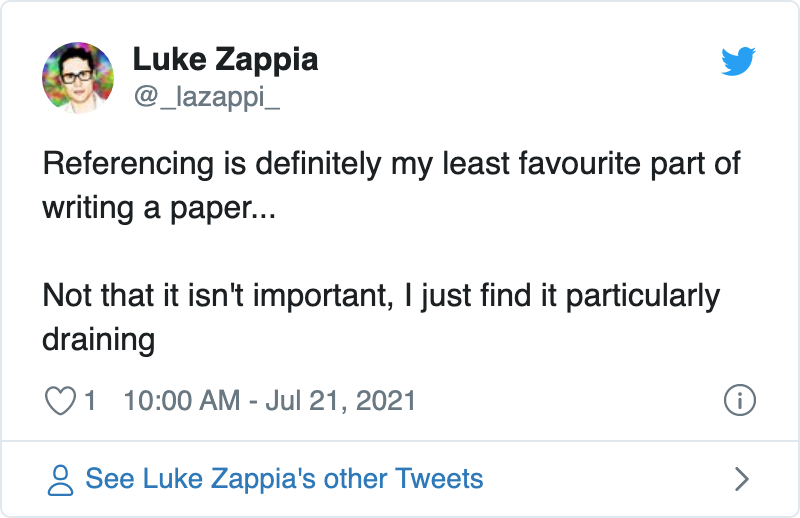 Luke Zappia
@_lazappi_
Referencing is definitely my least favourite part of
writing a paper...
Not that it isn't important, I just find it particularly
draining
1 10:00 AM - Jul 21, 2021
See Luke Zappia's other Tweets